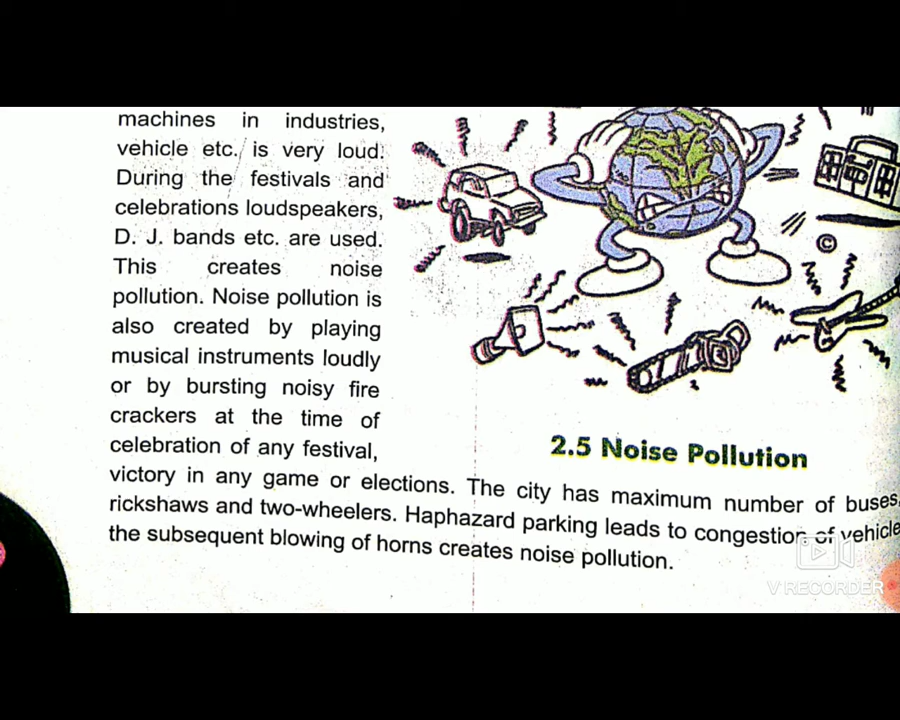 machines in industries,
vehicle etc. is very loud.
During the festivals and
celebrations loudspeakers,
D. J. bands etc. are used.
This creates noise
pollution. Noise pollution is
also created by playing
musical instruments loudly
or by bursting noisy fire
crackers at the time of
celebration of any festival,
©
2.5 Noise Pollution
victory in any game or elections. The city has maximum number of buses,
rickshaws and two-wheelers. Haphazard parking leads to congestion of vehicle
the subsequent blowing of horns creates noise pollution.
V RECORDER